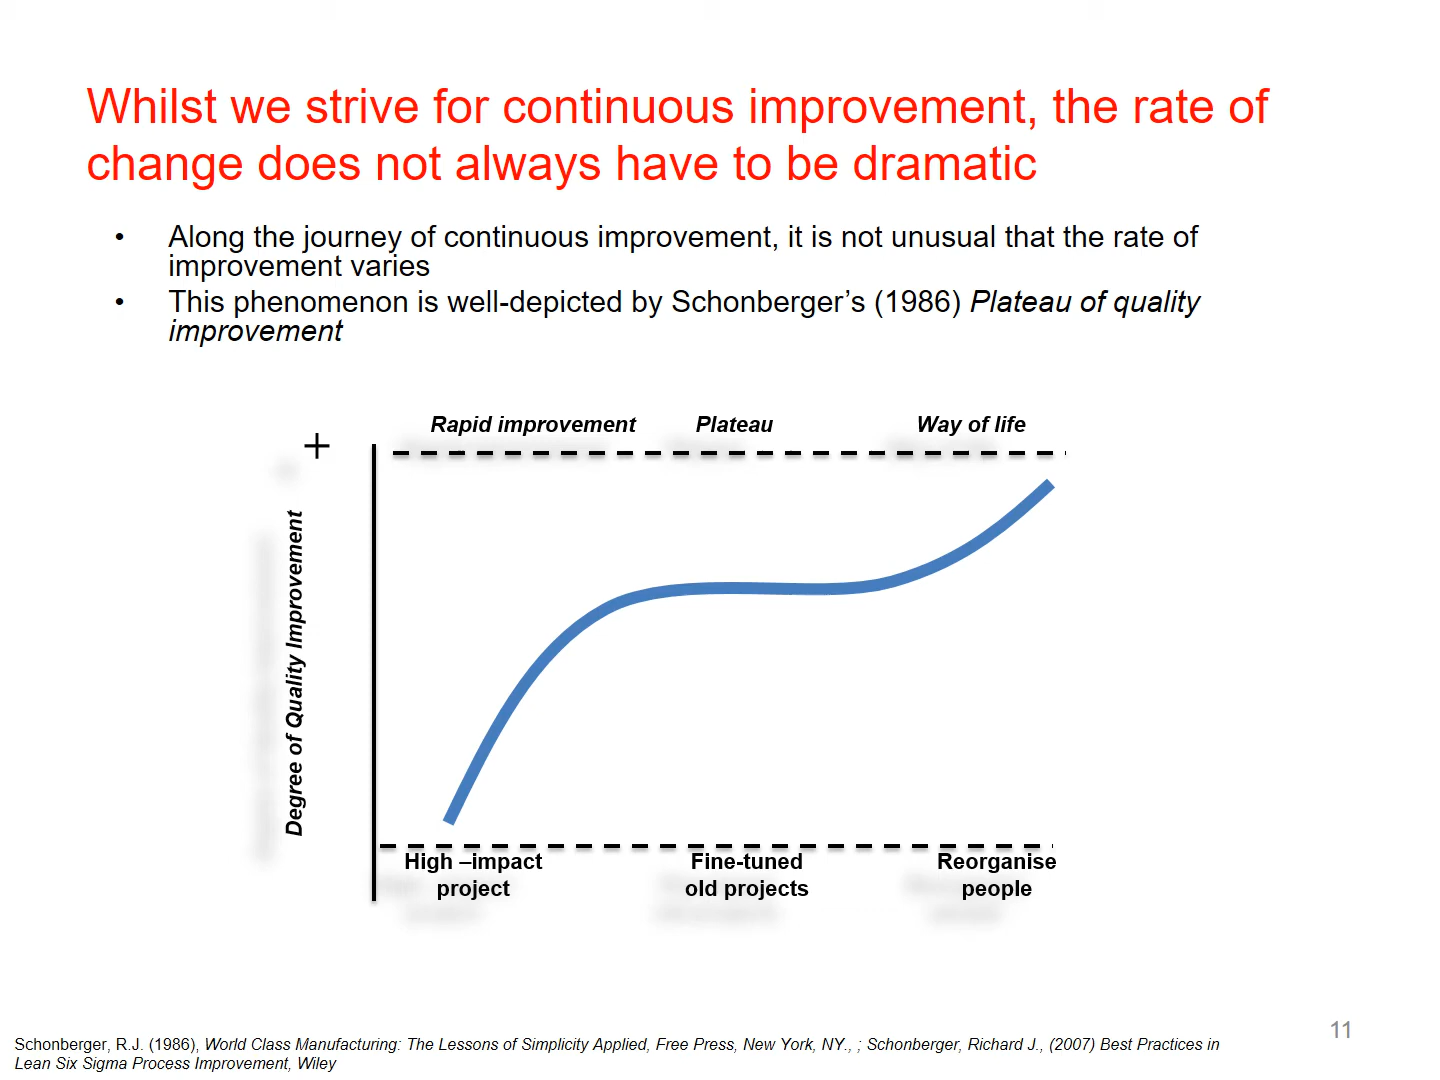 Whilst we strive for continuous improvement, the rate of
change does not always have to be dramatic
• Along the journey of continuous improvement, it is not unusual that the rate of
improvement varies
• This phenomenon is well-depicted by Schonberger’s (1986) Plateau of quality
improvement
Rapid improvement Plateau Way of life
+
Degree of Quality Improvement
High –impact Fine-tuned Reorganise
project old projects people
11
Schonberger, R.J. (1986), World Class Manufacturing: The Lessons of Simplicity Applied, Free Press, New York, NY., ; Schonberger, Richard J., (2007) Best Practices in
Lean Six Sigma Process Improvement, Wiley